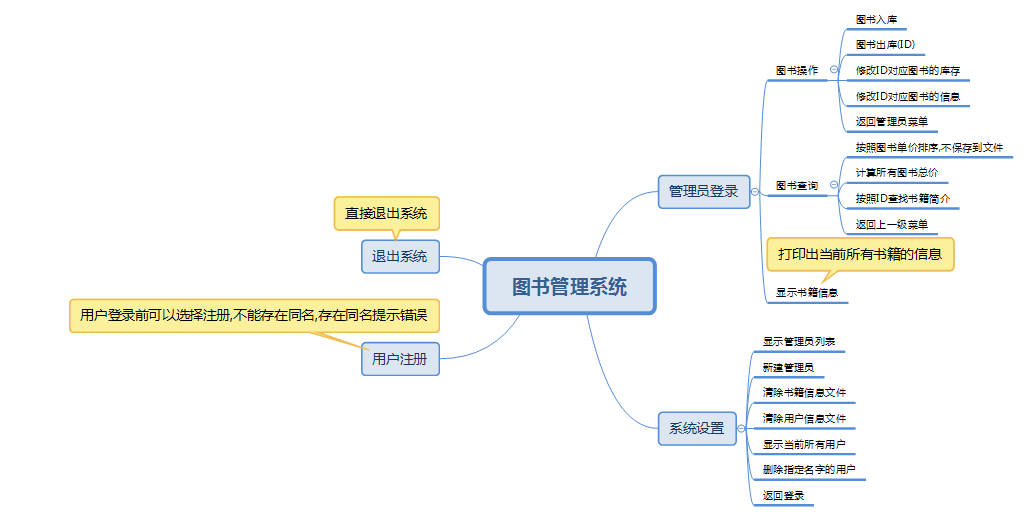 图书管理系统
管理员登录
图书操作
图书入库
图书出库(ID)
修改ID对应图书的库存
修改ID对应图书的信息
返回管理员菜单
图书查询
按照图书单价排序,不保存到文件
计算所有图书总价
按照ID查找书籍简介
返回上一级菜单
打印出当前所有书籍的信息
显示书籍信息
系统设置
显示管理员列表
新建管理员
清除书籍信息文件
清除用户信息文件
显示当前所有用户
删除指定名字的用户
返回登录
直接退出系统
退出系统
用户登录前可以选择注册,不能存在同名,存在同名提示错误
用户注册